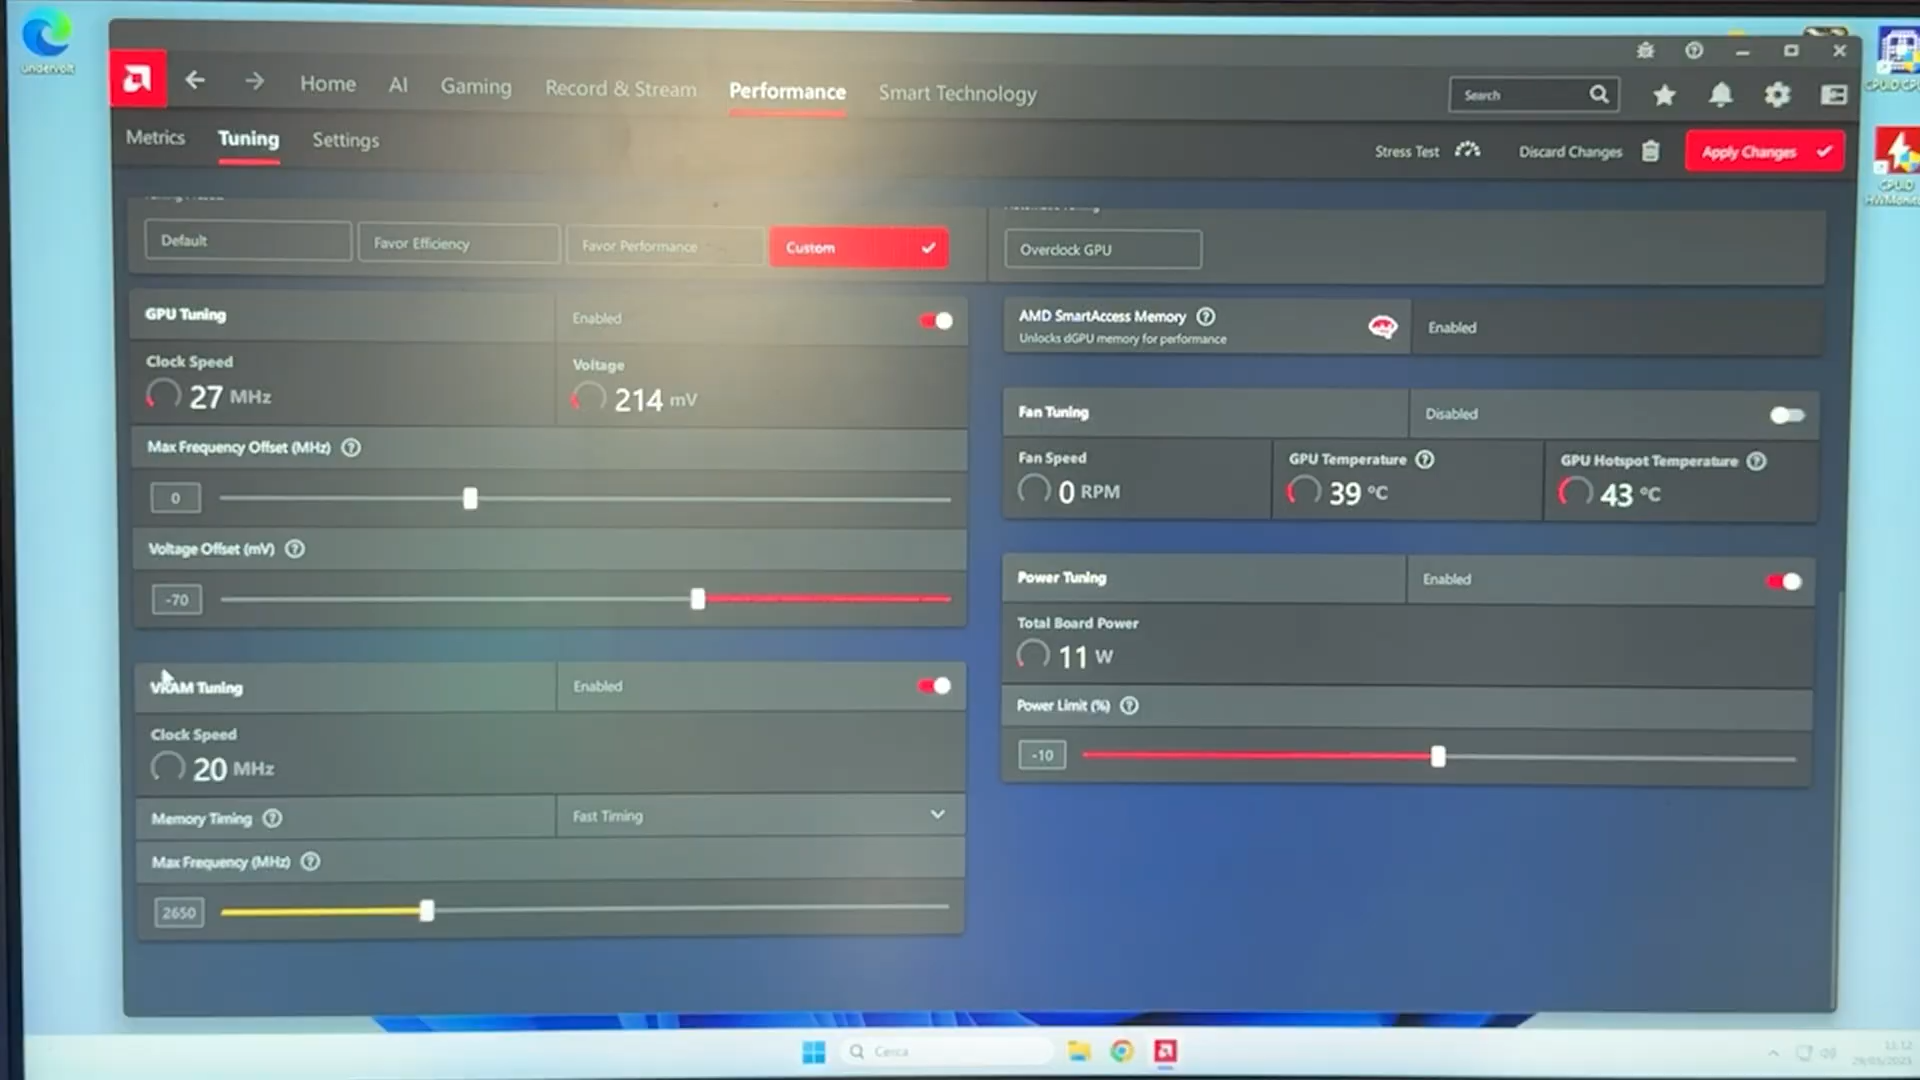 undervolt
Home AI Gaming Record & Stream Performance Smart Technology
Search
Metrics Tuning Settings
Stress Test Discard Changes Apply Changes
CPUID
HWMonitor
Default Favor Efficiency Favor Performance Custom
Overclock GPU
GPU Tuning Enabled
Clock Speed Voltage
27 MHz 214 mV
Max Frequency Offset (MHz)
0
Voltage Offset (mV)
-70
VRAM Tuning Enabled
Clock Speed
20 MHz
Memory Timing Fast Timing
Max Frequency (MHz)
2650
AMD SmartAccess Memory Enabled
Unlocks dGPU memory for performance
Fan Tuning Disabled
Fan Speed GPU Temperature GPU Hotspot Temperature
0 RPM 39 °C 43 °C
Power Tuning Enabled
Total Board Power
11 W
Power Limit (%)
-10
Cerca